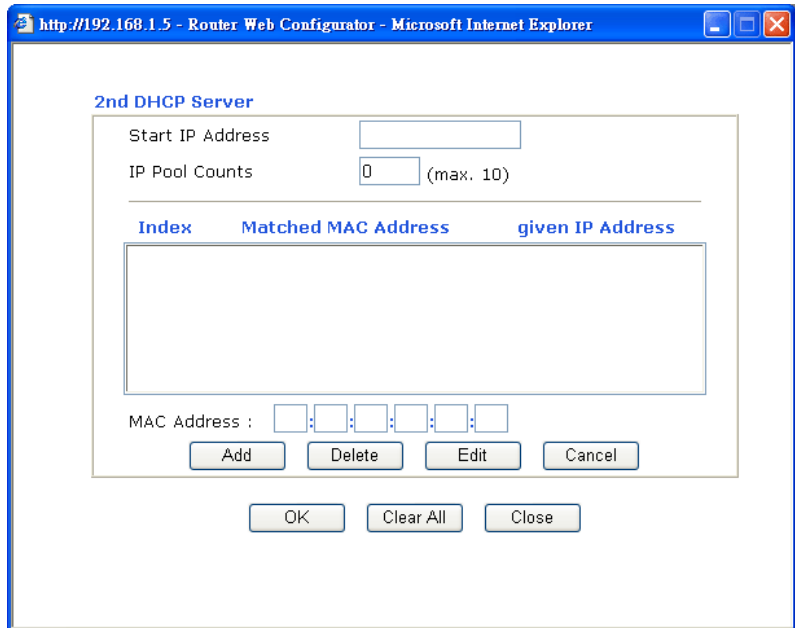 http://192.168.1.5 - Router Web Configurator - Microsoft Internet Explorer
2nd DHCP Server
Start IP Address
IP Pool Counts 0 (max. 10)
Index Matched MAC Address given IP Address
MAC Address : : : : : :
Add Delete Edit Cancel
OK Clear All Close